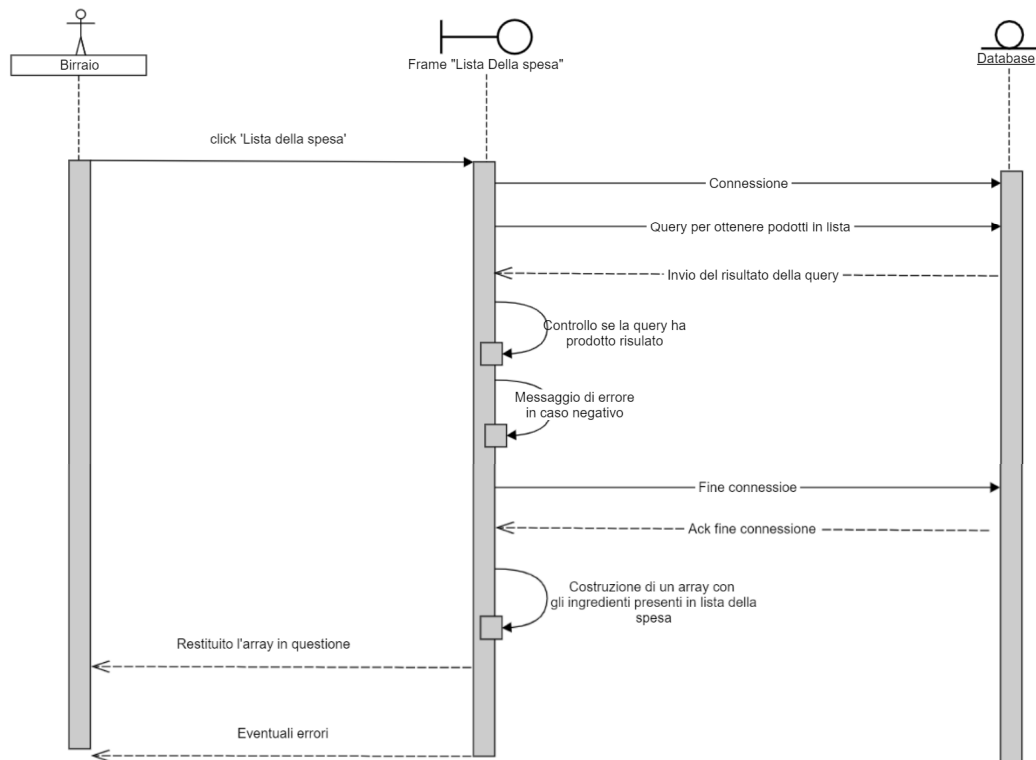 Birraio
Frame "Lista Della spesa"
Database
click 'Lista della spesa'
Connessione
Query per ottenere podotti in lista
Invio del risultato della query
Controllo se la query ha
prodotto risulato
Messaggio di errore
in caso negativo
Fine connessioe
Ack fine connessione
Costruzione di un array con
gli ingredienti presenti in lista della
spesa
Restituito l'array in questione
Eventuali errori